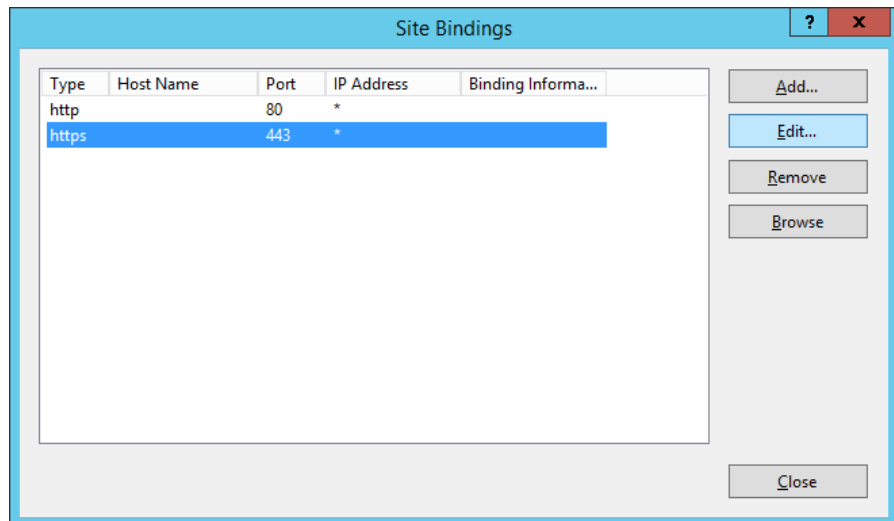 Site Bindings
? x
Type Host Name Port IP Address Binding Informa...
http 80 *
https 443 *
Add...
Edit...
Remove
Browse
Close